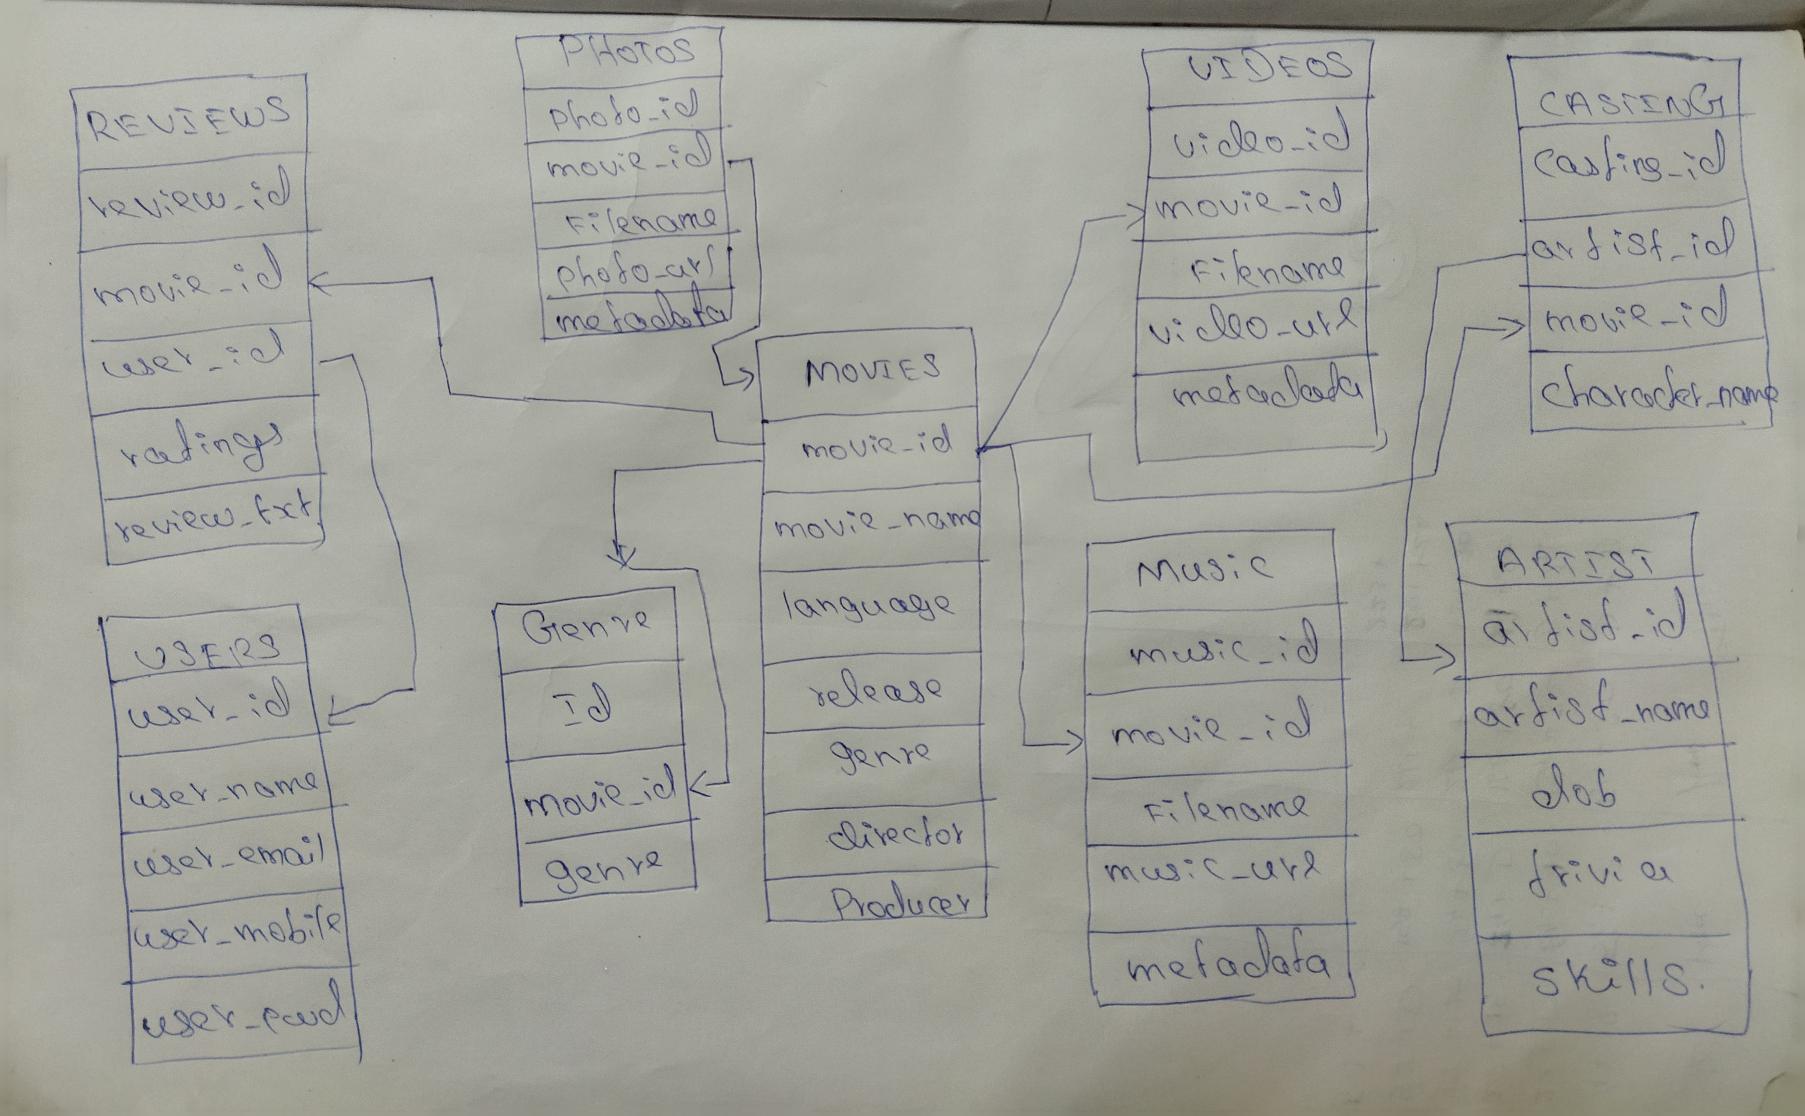 REVIEWS
review_id
movie_id
user_id
ratings
review_txt
USERS
user_id
user_name
user_email
user_mobile
user_pwd
PHOTOS
photo_id
movie_id
Filename
photo_url
metadata
Genre
Id
movie_id
genre
MOVIES
movie_id
movie_name
language
release
genre
director
Producer
VIDEOS
video_id
movie_id
Filename
video_url
metadata
Music
music_id
movie_id
Filename
music_url
metadata
CASTING
Casting_id
artist_id
movie_id
Character_name
ARTIST
artist_id
artist_name
dob
trivia
Skills.